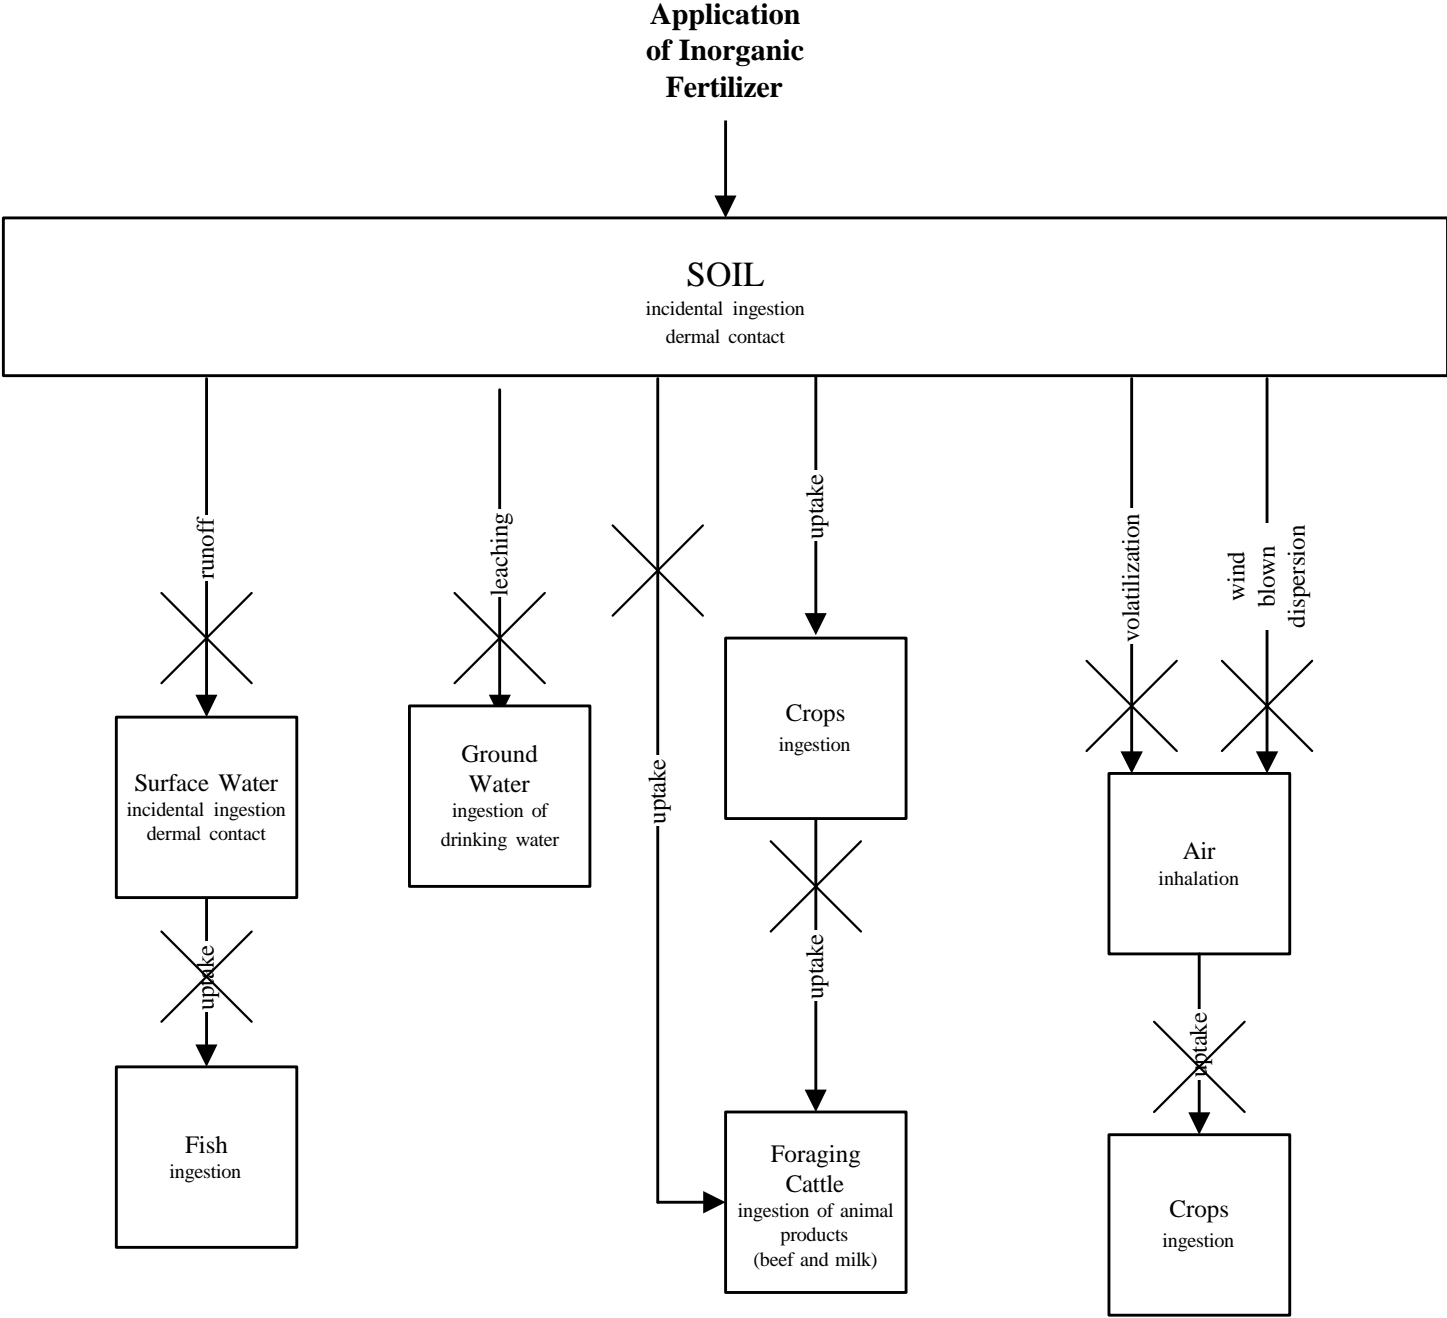 Application
of Inorganic
Fertilizer
SOIL
incidental ingestion
dermal contact
runoff
leaching
uptake
uptake
volatilization
wind
blown
dispersion
Surface Water
incidental ingestion
dermal contact
Ground
Water
ingestion of
drinking water
Crops
ingestion
Air
inhalation
uptake
uptake
uptake
Fish
ingestion
Foraging
Cattle
ingestion of animal
products
(beef and milk)
Crops
ingestion